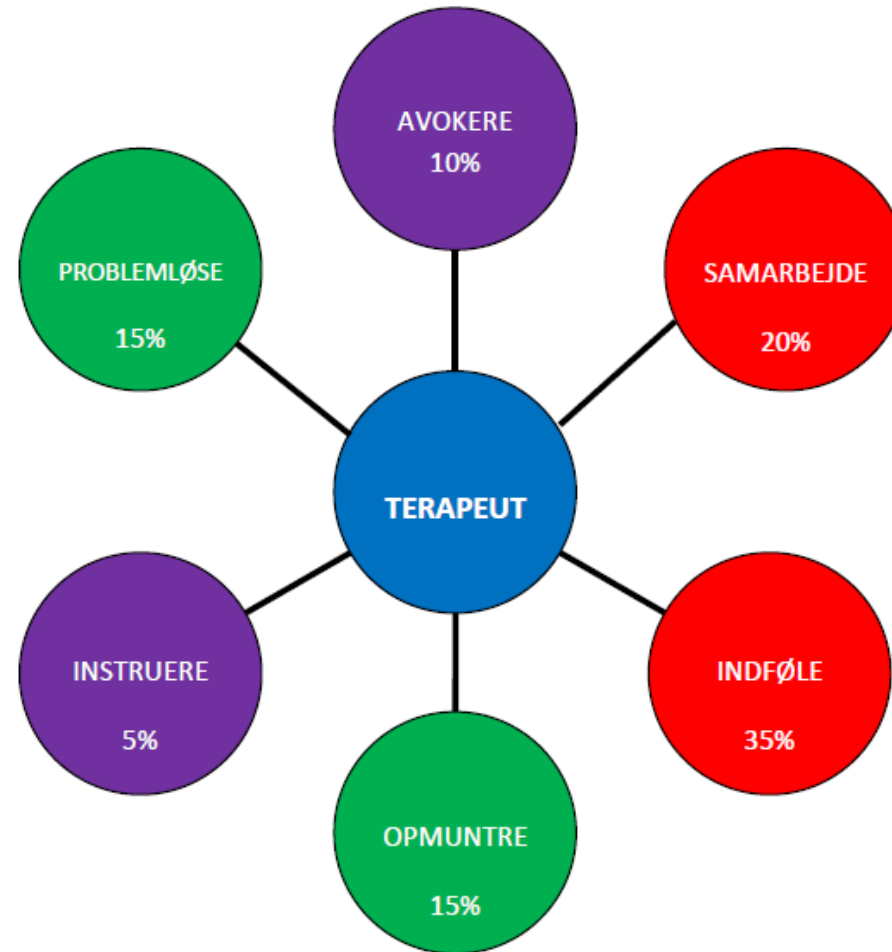 AVOKERE
10%
PROBLEMLØSE
15%
SAMARBEJDE
20%
TERAPEUT
INSTRUERE
5%
INDFØLE
35%
OPMUNTRE
15%